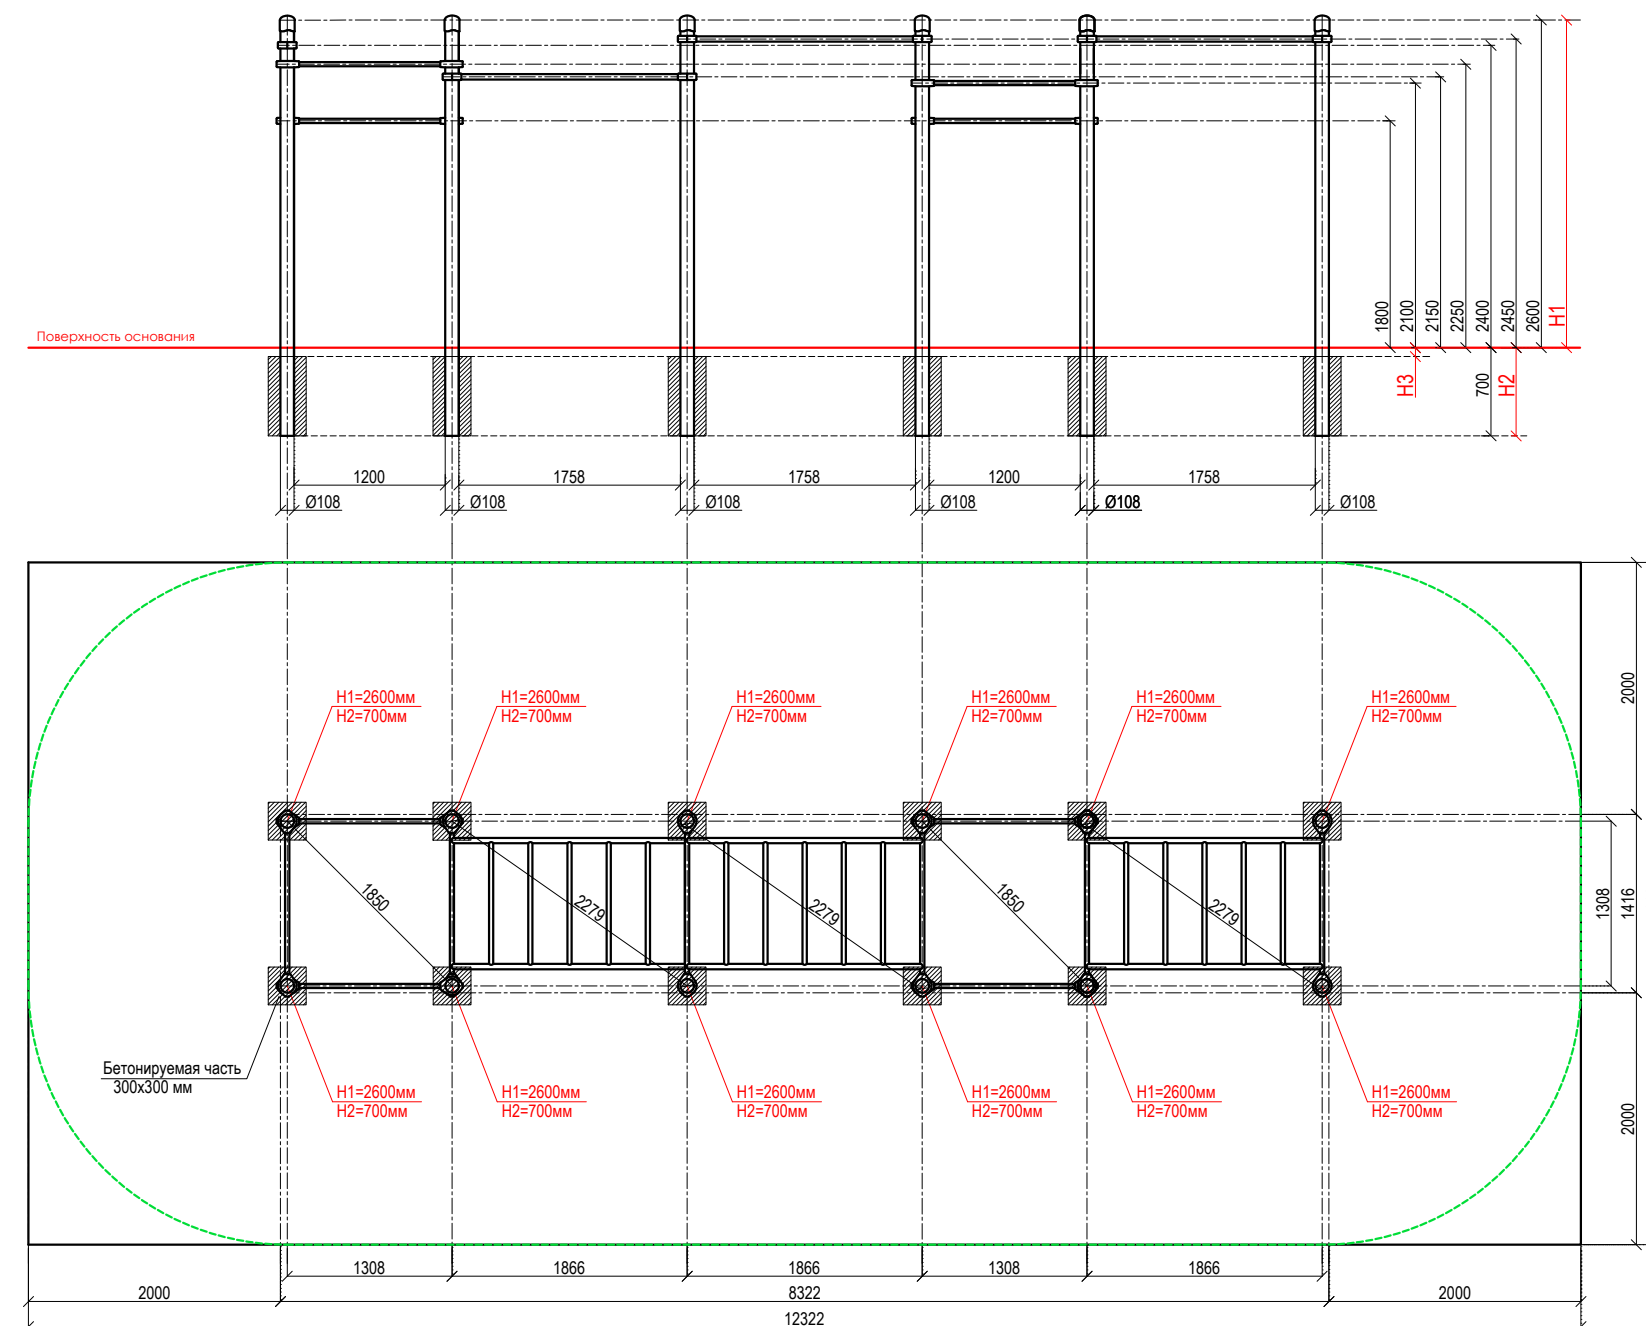 Поверхность основания
1800
2100
2150
2250
2400
2450
2600
H1
H3
700
H2
1200
1758
1758
1200
1758
Ø108
Ø108
Ø108
Ø108
Ø108
Ø108
H1=2600мм
H2=700мм
H1=2600мм
H2=700мм
H1=2600мм
H2=700мм
H1=2600мм
H2=700мм
H1=2600мм
H2=700мм
H1=2600мм
H2=700мм
2000
1850
2279
2279
1850
2279
1308
1416
Бетонируемая часть
300х300 мм
H1=2600мм
H2=700мм
H1=2600мм
H2=700мм
H1=2600мм
H2=700мм
H1=2600мм
H2=700мм
H1=2600мм
H2=700мм
H1=2600мм
H2=700мм
2000
1308
1866
1866
1308
1866
2000
8322
2000
12322